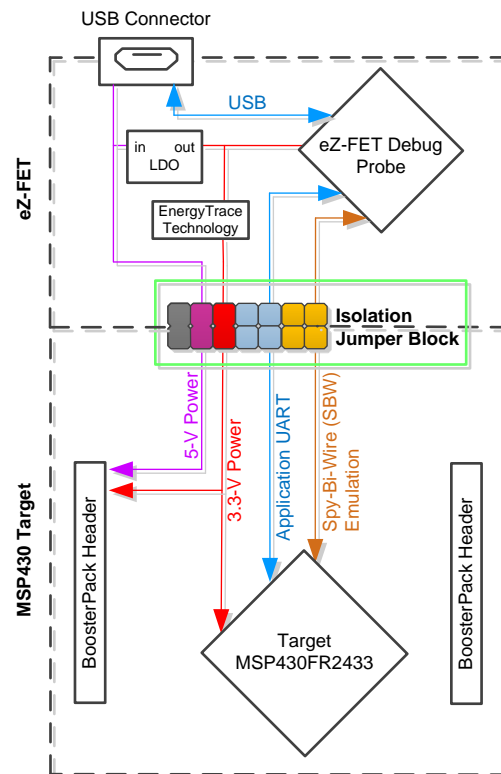 USB Connector
USB
eZ-FET Debug
Probe
in out
LDO
EnergyTrace
Technology
eZ-FET
Isolation
Jumper Block
5-V Power
3.3-V Power
Application UART
Spy-Bi-Wire (SBW)
Emulation
MSP430 Target
BoosterPack Header
BoosterPack Header
Target
MSP430FR2433